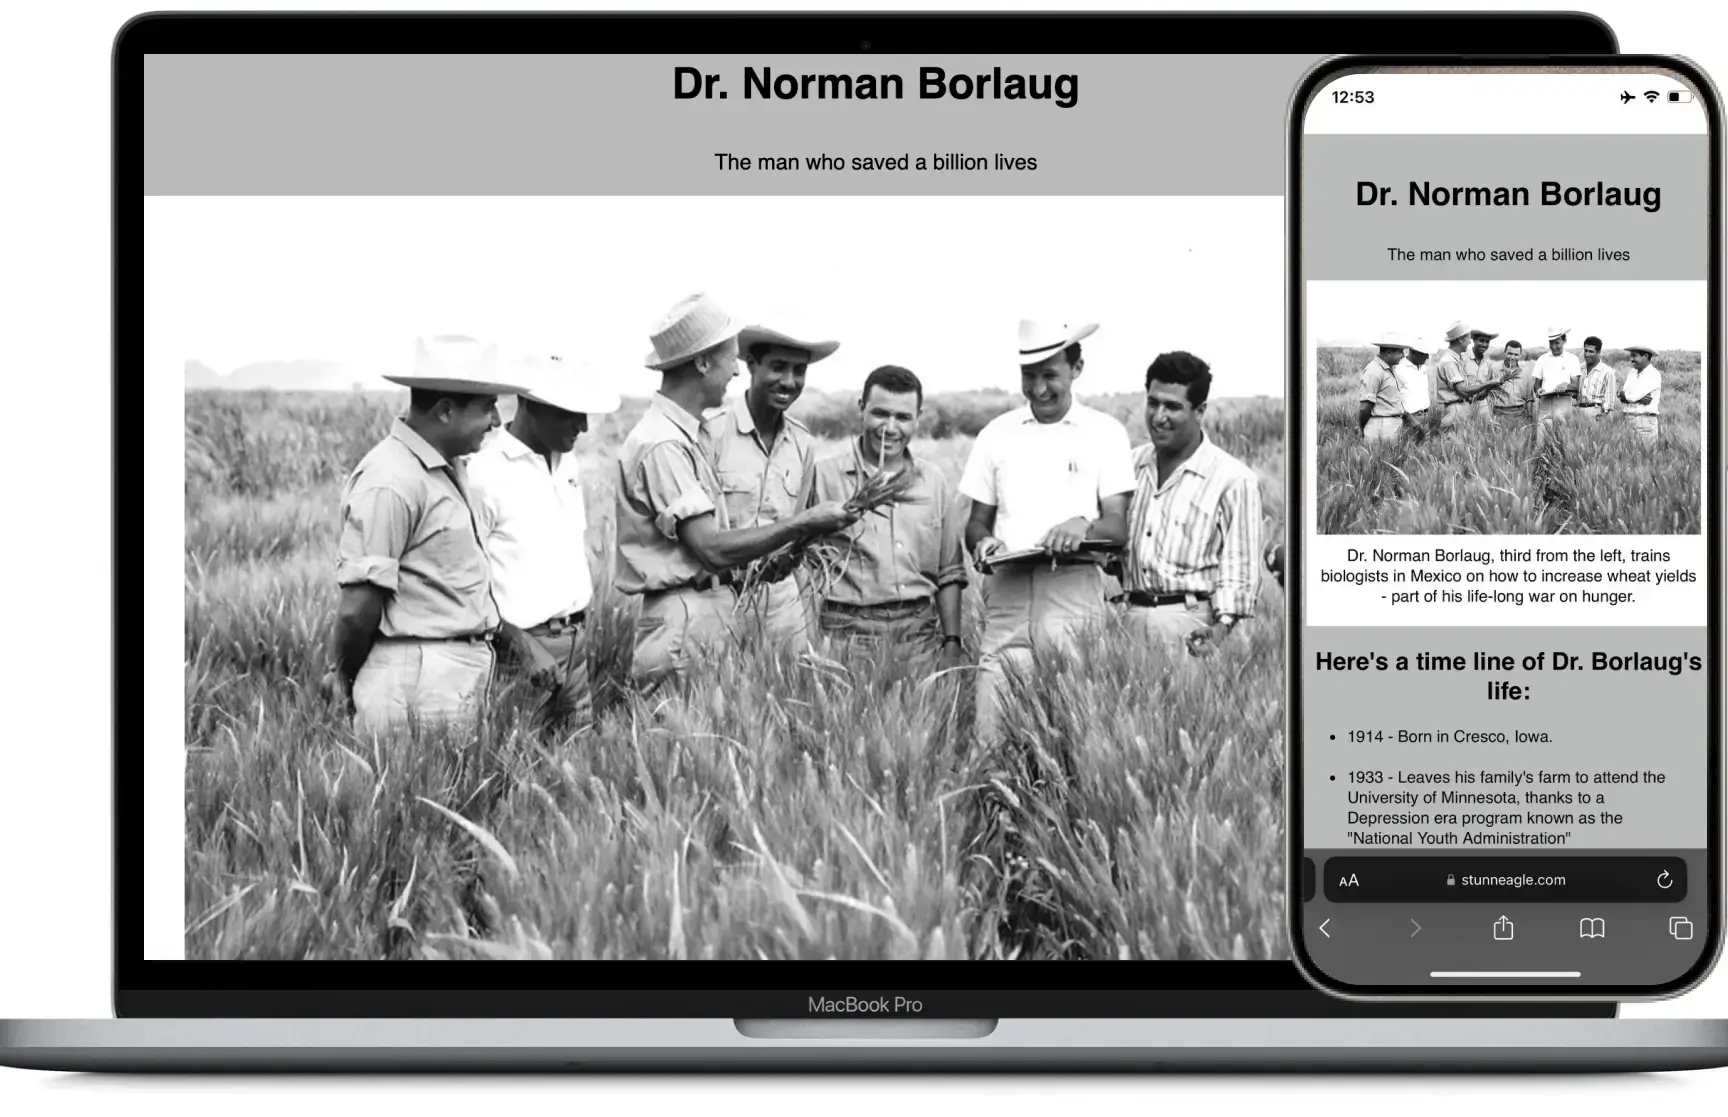 Dr. Norman Borlaug
The man who saved a billion lives
MacBook Pro
12:53
Dr. Norman Borlaug
The man who saved a billion lives
Dr. Norman Borlaug, third from the left, trains
biologists in Mexico on how to increase wheat yields
- part of his life-long war on hunger.
Here's a time line of Dr. Borlaug's
life:
1914 - Born in Cresco, Iowa.
1933 - Leaves his family's farm to attend the
University of Minnesota, thanks to a
Depression era program known as the
"National Youth Administration"
AA
stunneagle.com